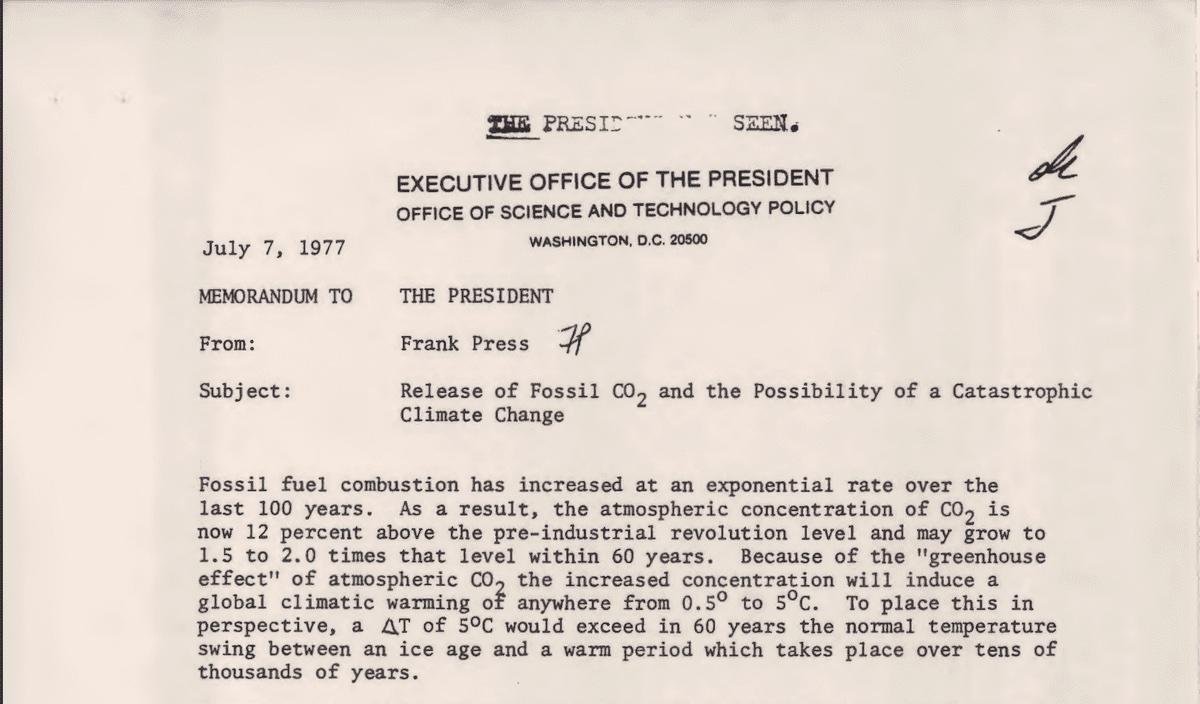 THE PRESID SEEN.
EXECUTIVE OFFICE OF THE PRESIDENT
OFFICE OF SCIENCE AND TECHNOLOGY POLICY
WASHINGTON, D.C. 20500
July 7, 1977
MEMORANDUM TO THE PRESIDENT
From: Frank Press
Subject: Release of Fossil CO₂ and the Possibility of a Catastrophic
Climate Change
Fossil fuel combustion has increased at an exponential rate over the
last 100 years. As a result, the atmospheric concentration of CO₂ is
now 12 percent above the pre-industrial revolution level and may grow to
1.5 to 2.0 times that level within 60 years. Because of the "greenhouse
effect" of atmospheric CO₂ the increased concentration will induce a
global climatic warming of anywhere from 0.5° to 5°C. To place this in
perspective, a ΔT of 5°C would exceed in 60 years the normal temperature
swing between an ice age and a warm period which takes place over tens of
thousands of years.